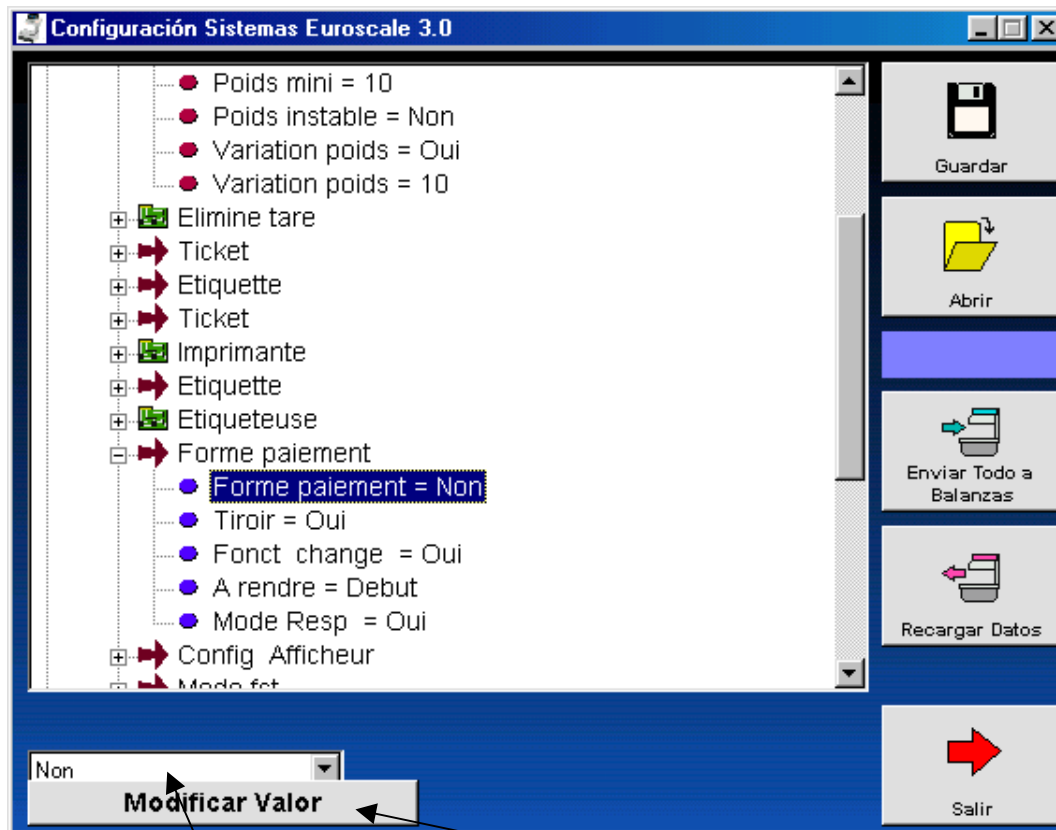 Configuración Sistemas Euroscale 3.0
Poids mini = 10
Poids instable = Non
Variation poids = Oui
Variation poids = 10
Elimine tare
Ticket
Etiquette
Ticket
Imprimante
Etiquette
Etiqueteuse
Forme paiement
Forme paiement = Non
Tiroir = Oui
Fonct change = Oui
A rendre = Debut
Mode Resp = Oui
Config Afficheur
Mode fct
Non
Modificar Valor
Guardar
Abrir
Enviar Todo a
Balanzas
Recargar Datos
Salir